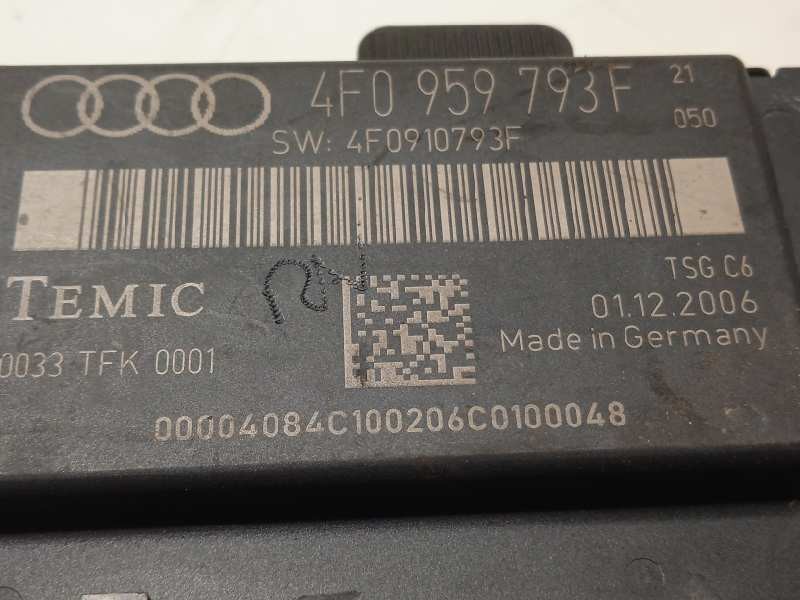 4F0 959 793F 21
050
SW: 4F0910793F
TEMIC
TSG C6
01.12.2006
Made in Germany
0033 TFK 0001
00004084C100206C0100048